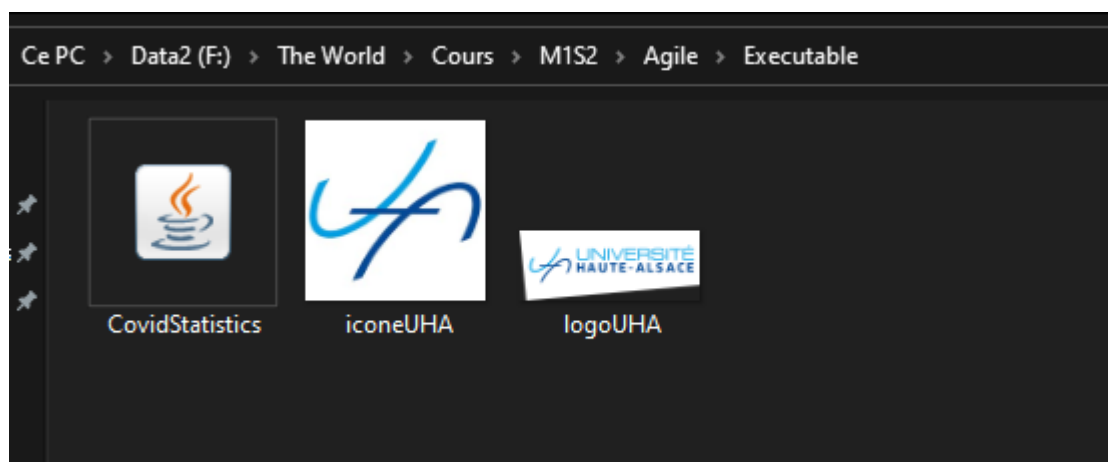 Ce PC > Data2 (F:) > The World > Cours > M1S2 > Agile > Executable
UNIVERSITÉ
HAUTE-ALSACE
CovidStatistics iconeUHA logoUHA